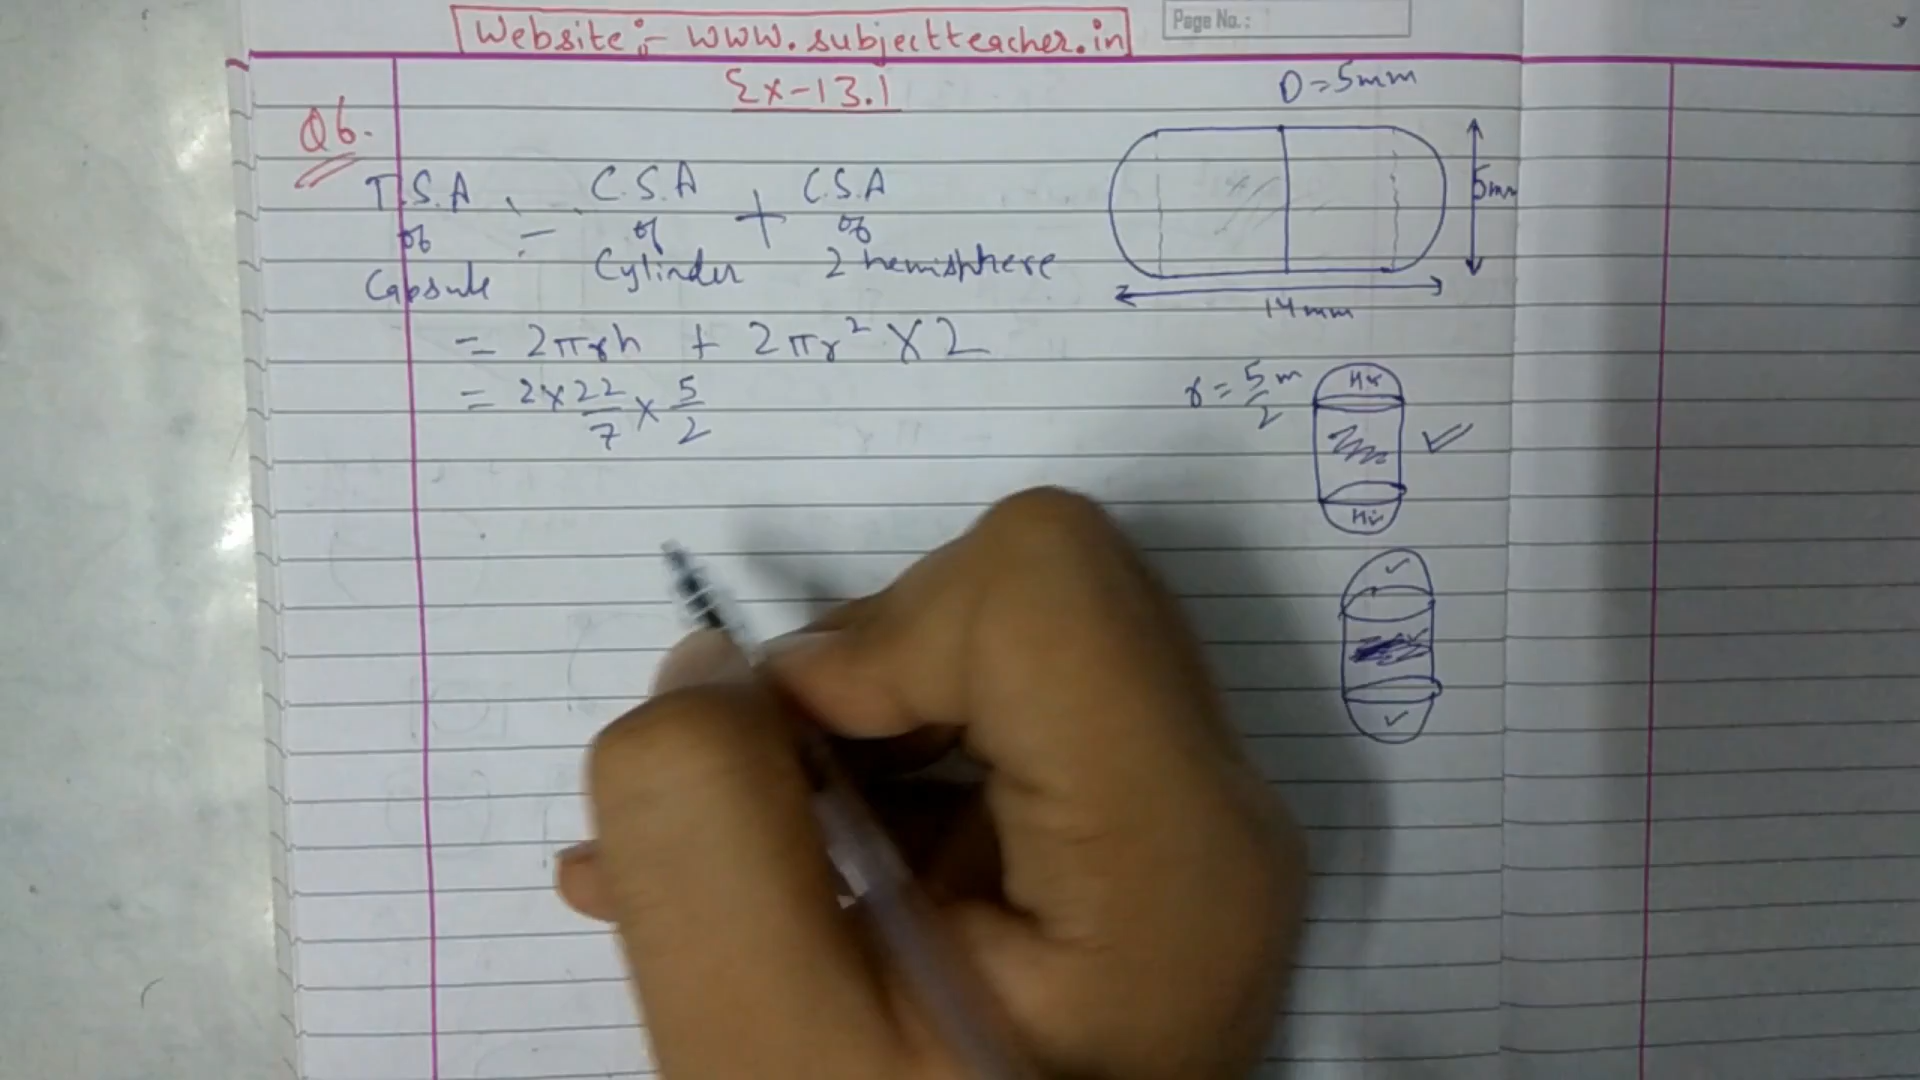 Website:- www.subjectteacher.in
Page No.:
Ex-13.1
D=5mm
Q6.
T.S.A = C.S.A + C.S.A
of of of
Capsule Cylinder 2 hemisphere
5mm
14mm
= 2πrh + 2πr² × 2
= 2×22/7 × 5/2
r = 5/2 m